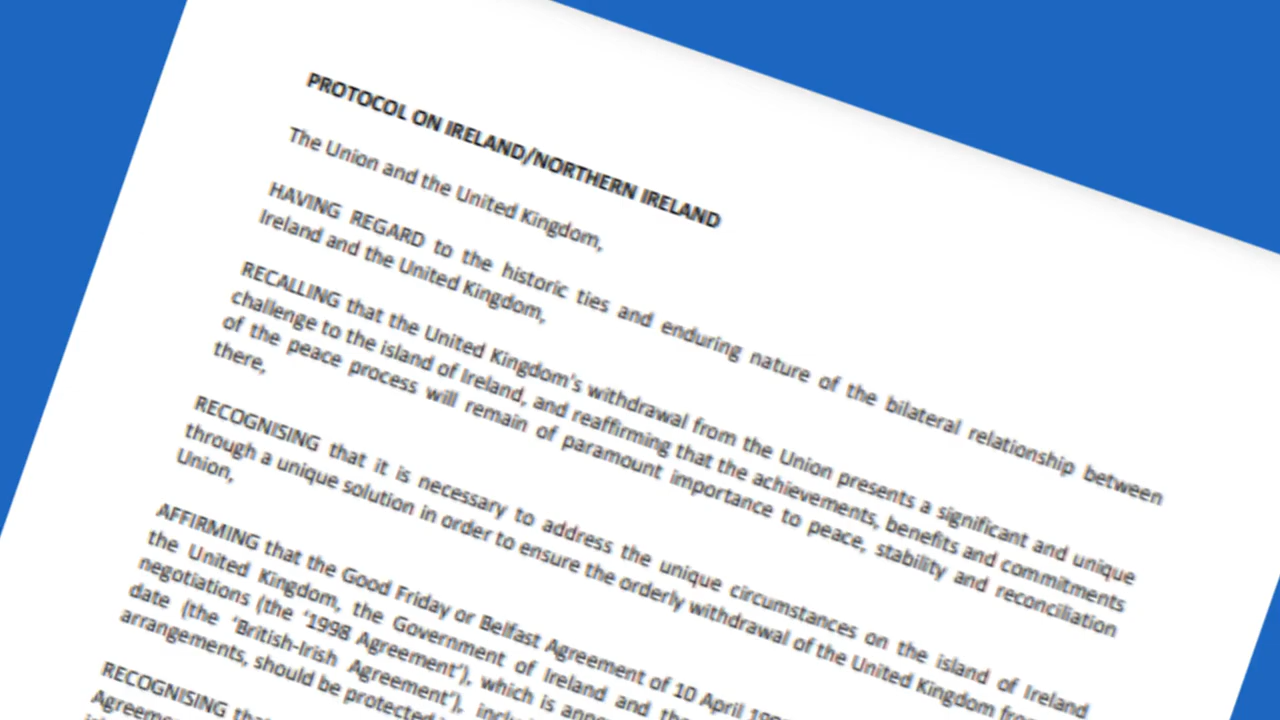 PROTOCOL ON IRELAND/NORTHERN IRELAND
The Union and the United Kingdom,
HAVING REGARD to the historic ties and enduring nature of the bilateral relationship between
Ireland and the United Kingdom,
RECALLING that the United Kingdom's withdrawal from the Union presents a significant and unique
challenge to the island of Ireland, and reaffirming that the achievements, benefits and commitments
of the peace process will remain of paramount importance to peace, stability and reconciliation
there,
RECOGNISING that it is necessary to address the unique circumstances on the island of Ireland
through a unique solution in order to ensure the orderly withdrawal of the United Kingdom from
Union,
AFFIRMING that the Good Friday or Belfast Agreement of 10 April
the United Kingdom, the Government of Ireland and the
negotiations (the '1998 Agreement'), which is
date (the 'British-Irish Agreement'),
arrangements, should be protected
RECOGNISING that